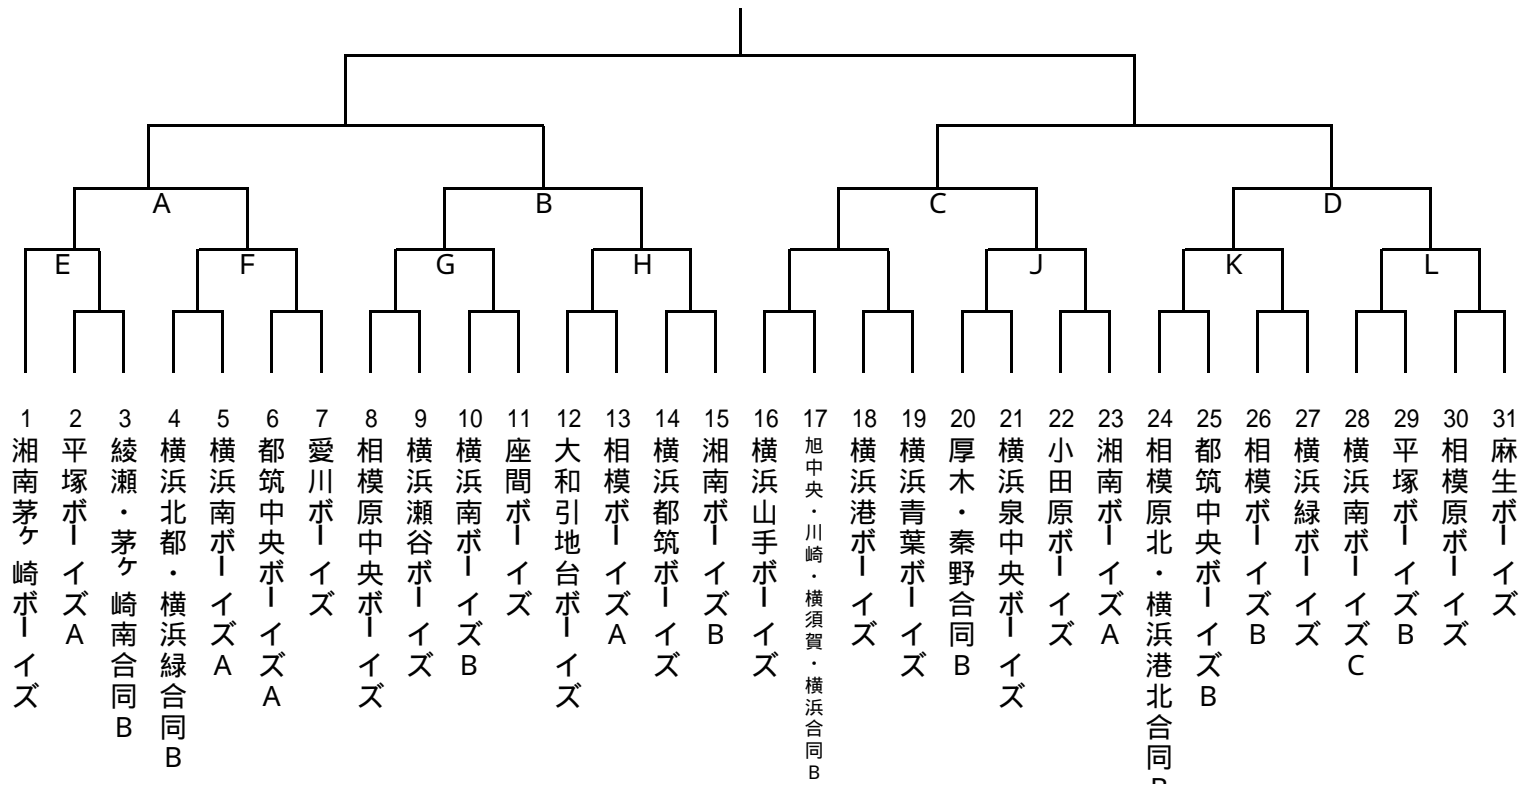 A
B
C
D
E
F
G
H
J
K
L
1
2
3
4
5
6
7
8
9
10
11
12
13
14
15
16
17
18
19
20
21
22
23
24
25
26
27
28
29
30
31
湘南茅ケ崎ボーイズ
平塚ボーイズA
綾瀬・茅ケ崎南合同B
横浜北都・横浜緑合同B
横浜南ボーイズA
都筑中央ボーイズA
愛川ボーイズ
相模原中央ボーイズ
横浜瀬谷ボーイズ
横浜南ボーイズB
座間ボーイズ
大和引地台ボーイズ
相模ボーイズA
横浜都筑ボーイズ
湘南ボーイズB
横浜山手ボーイズ
旭中央・川崎・横須賀・横浜合同B
横浜港ボーイズ
横浜青葉ボーイズ
厚木・秦野合同B
横浜泉中央ボーイズ
小田原ボーイズ
湘南ボーイズA
相模原北・横浜港北合同B
都筑中央ボーイズB
相模ボーイズB
横浜緑ボーイズ
横浜南ボーイズC
平塚ボーイズB
相模原ボーイズ
麻生ボーイズ